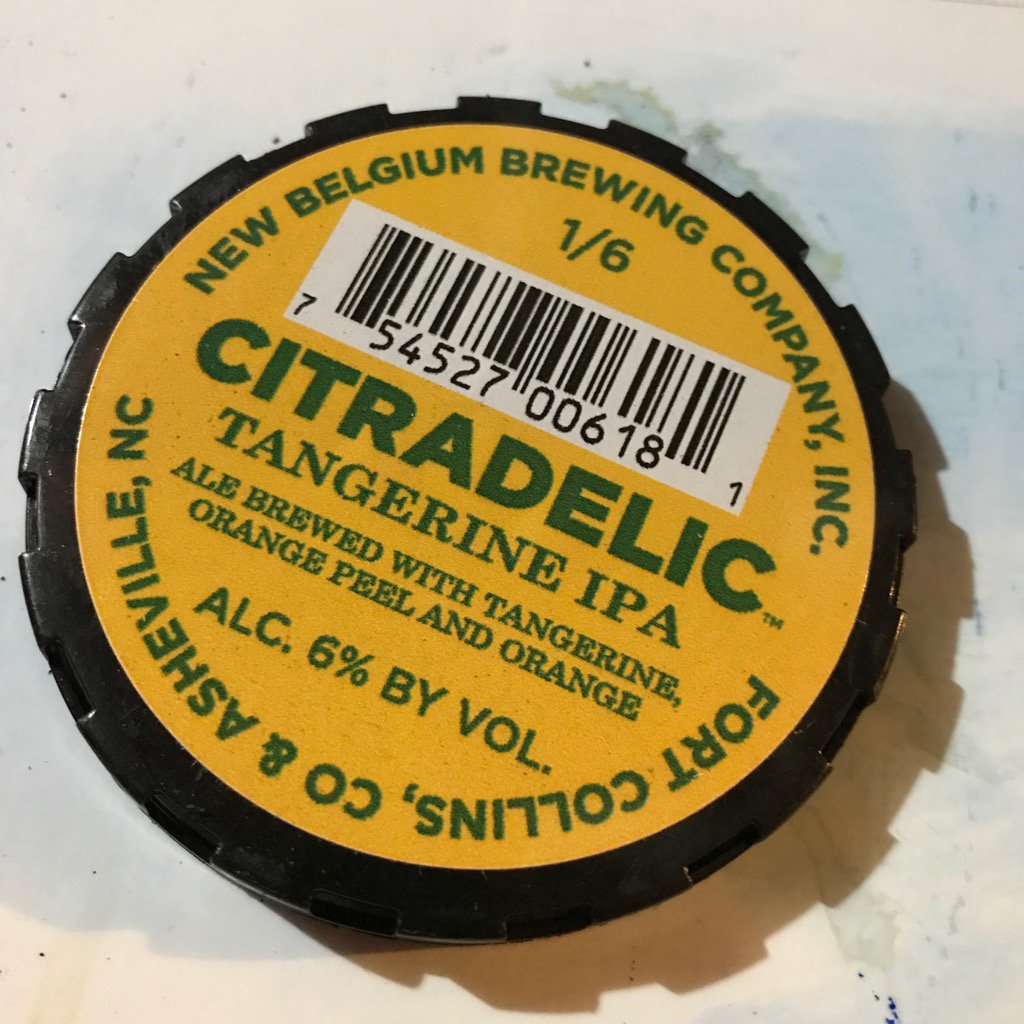 NEW BELGIUM BREWING COMPANY, INC.
1/6
7 54527 00618 1
CITRADELIC™
TANGERINE IPA
ALE BREWED WITH TANGERINE,
ORANGE PEEL AND ORANGE
ALC. 6% BY VOL.
FORT COLLINS, CO & ASHEVILLE, NC